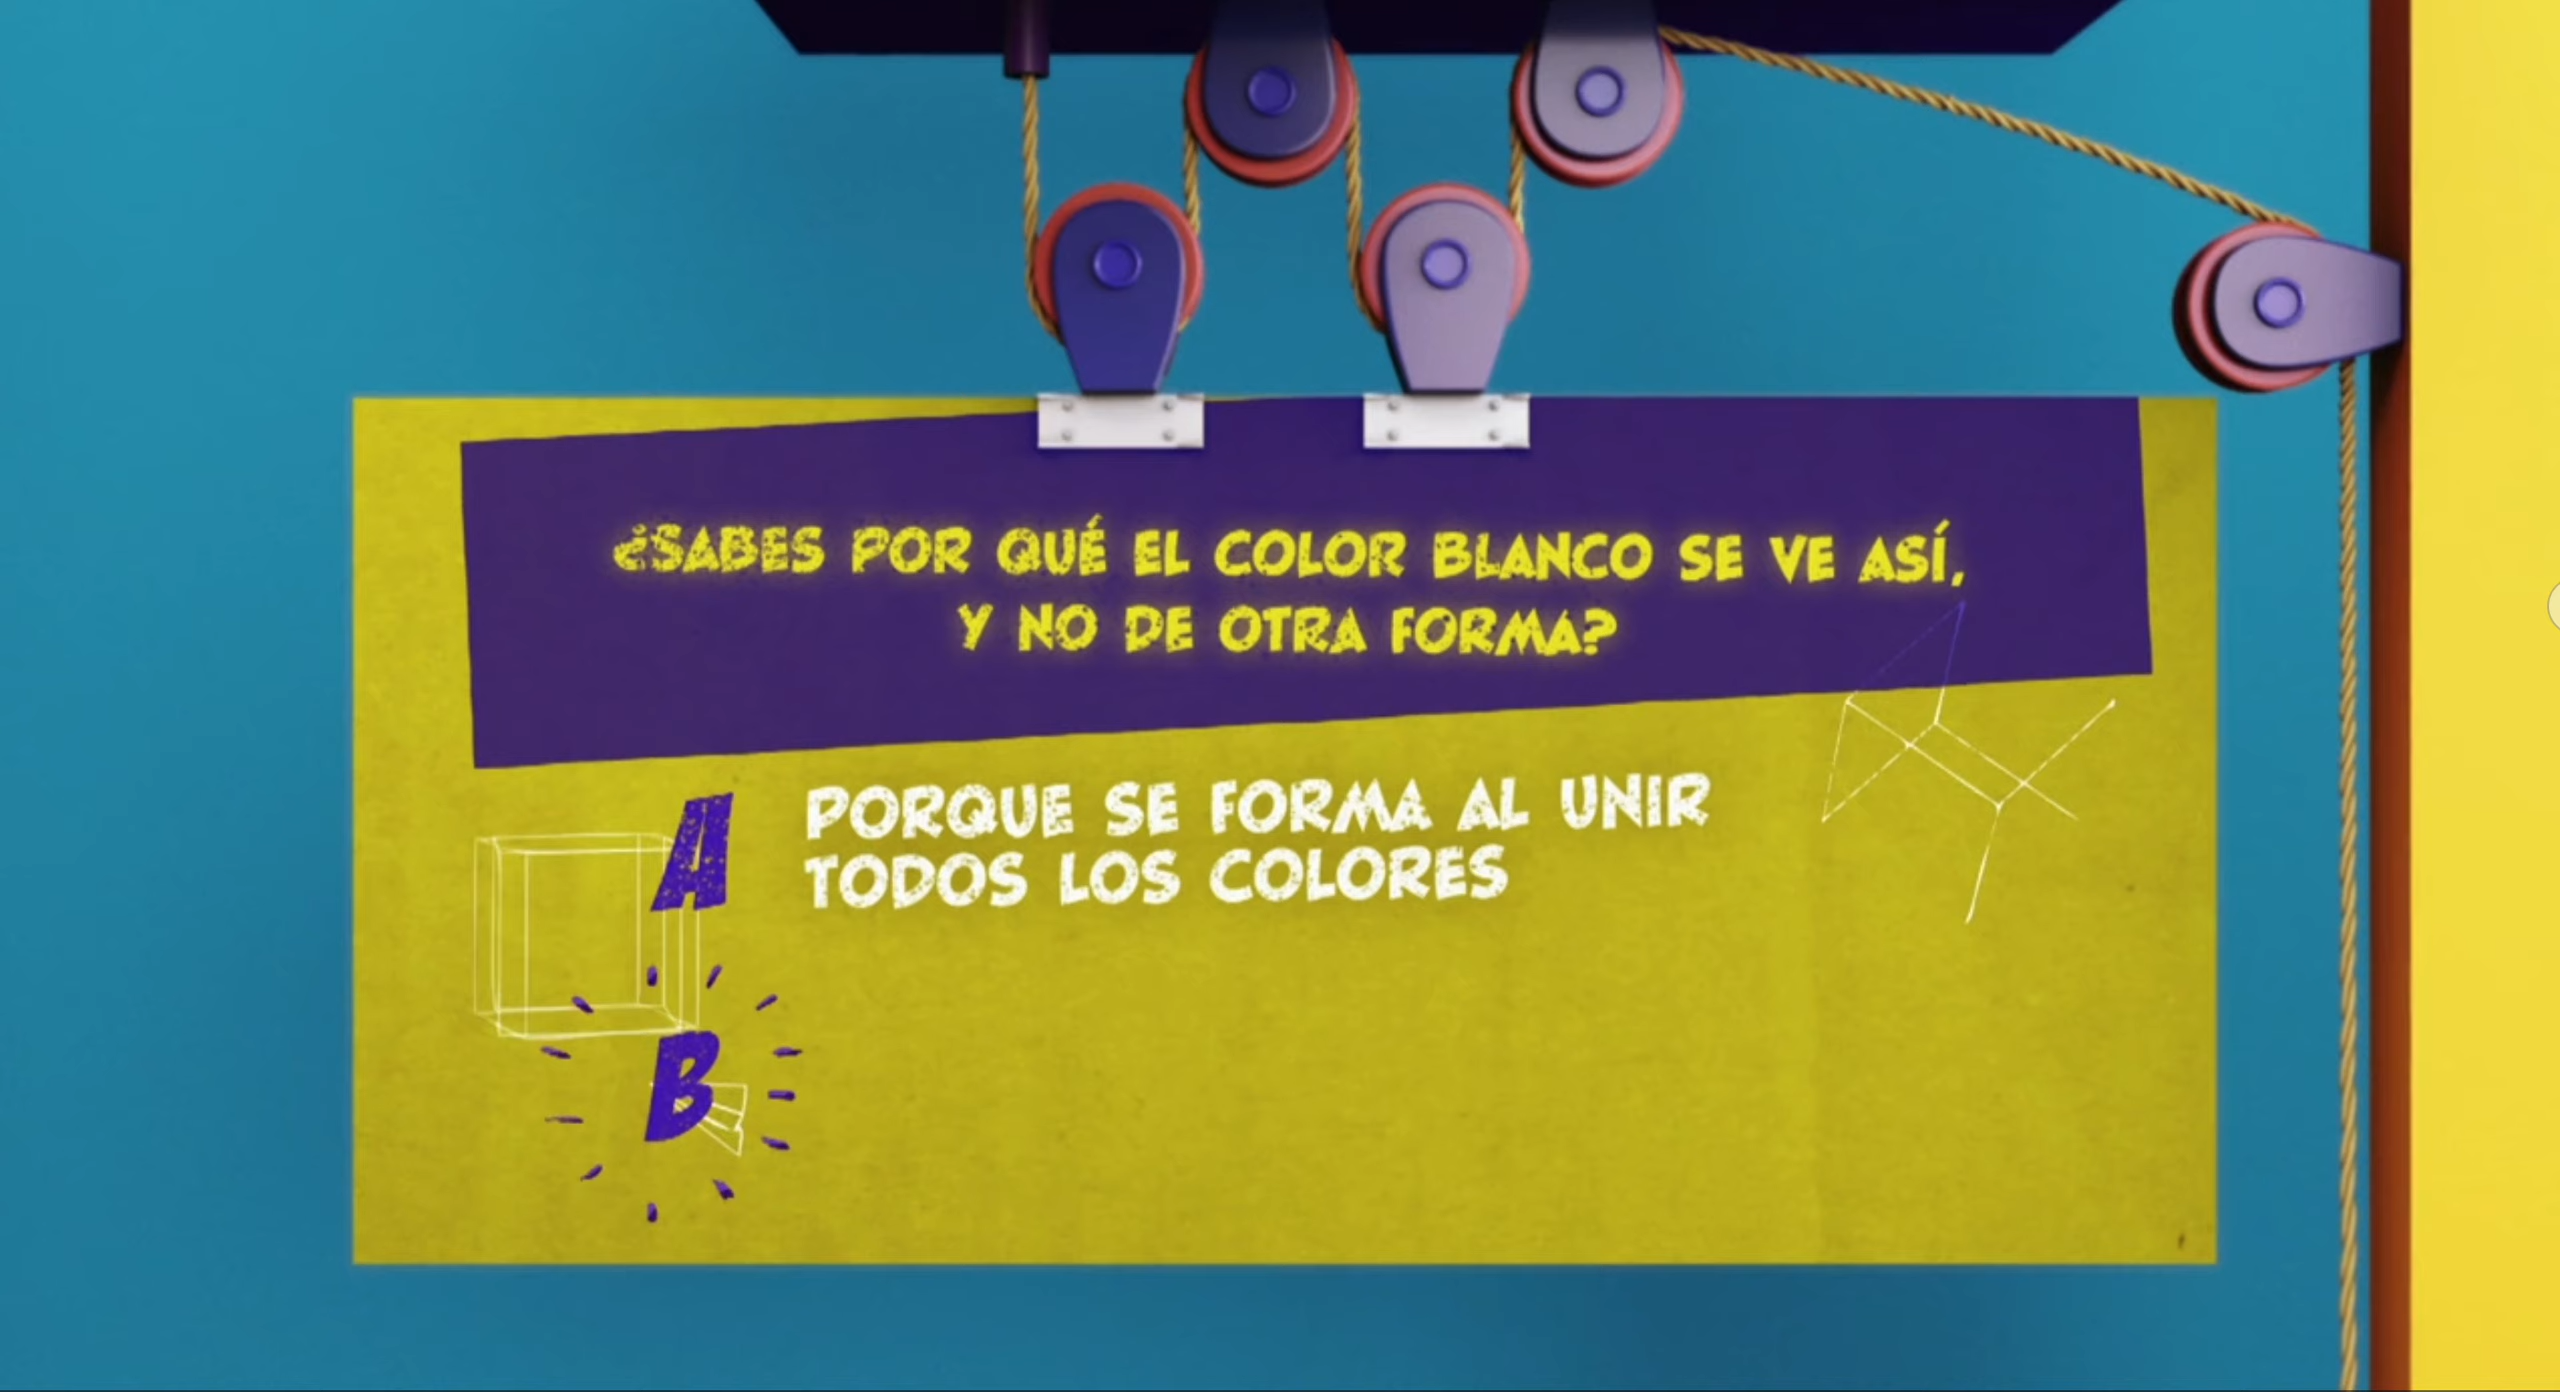 ¿SABES POR QUÉ EL COLOR BLANCO SE VE ASÍ,
Y NO DE OTRA FORMA?
A PORQUE SE FORMA AL UNIR
TODOS LOS COLORES
B